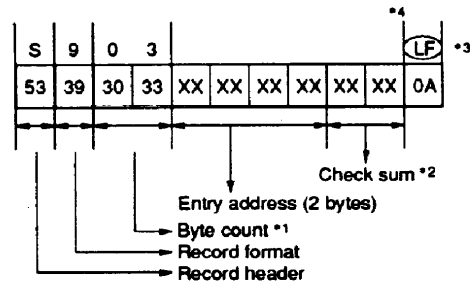 *4
S 9 0 3 LF *3
53 39 30 33 XX XX XX XX XX XX 0A
Check sum *2
Entry address (2 bytes)
Byte count *1
Record format
Record header